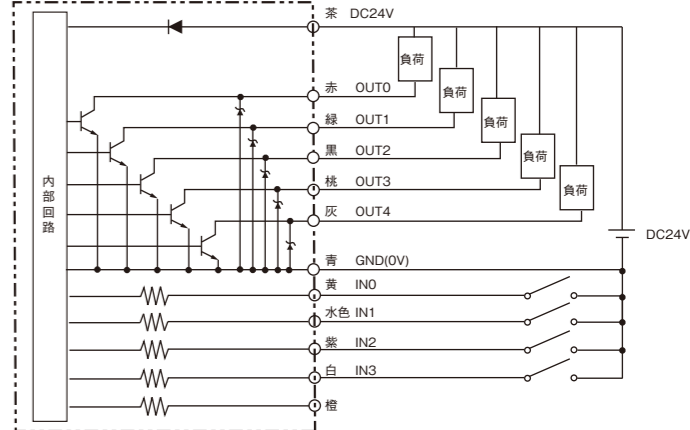 茶 DC24V
負荷
負荷
負荷
負荷
負荷
赤 OUT0
緑 OUT1
黒 OUT2
桃 OUT3
灰 OUT4
内部回路
DC24V
青 GND(0V)
黄 IN0
水色 IN1
紫 IN2
白 IN3
橙